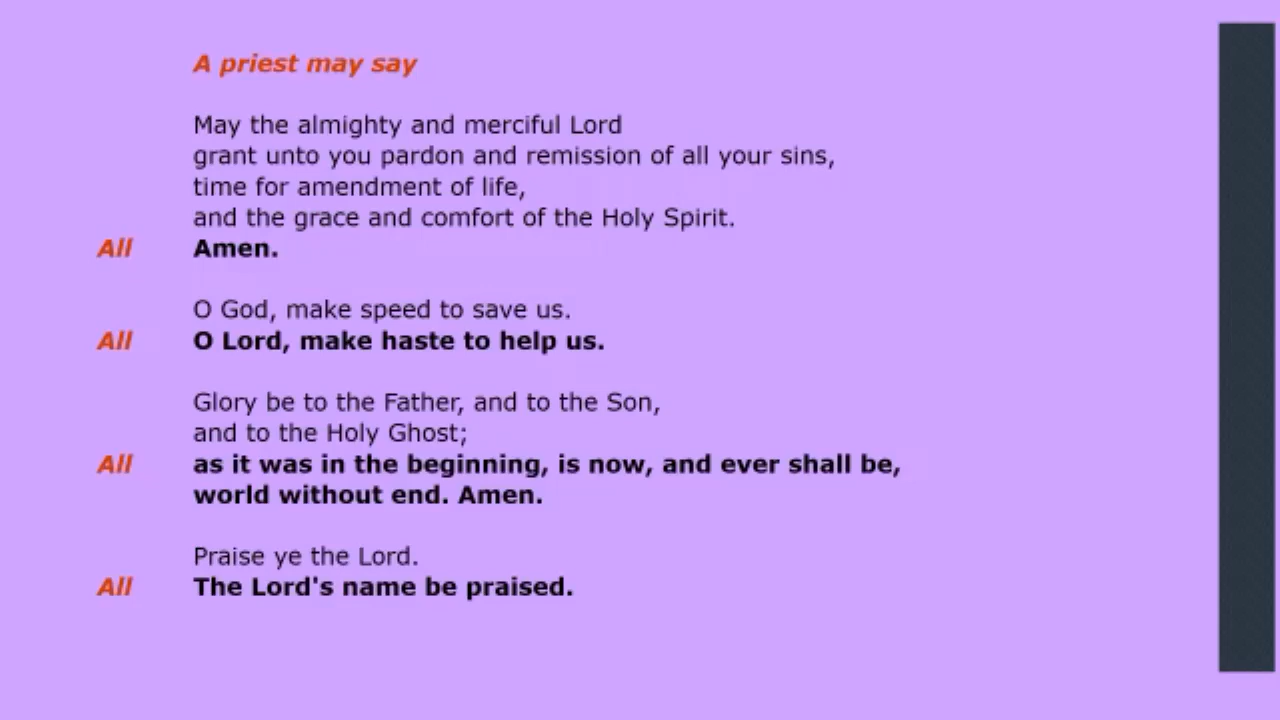 A priest may say
May the almighty and merciful Lord
grant unto you pardon and remission of all your sins,
time for amendment of life,
and the grace and comfort of the Holy Spirit.
All Amen.
O God, make speed to save us.
All O Lord, make haste to help us.
Glory be to the Father, and to the Son,
and to the Holy Ghost;
All as it was in the beginning, is now, and ever shall be,
world without end. Amen.
Praise ye the Lord.
All The Lord's name be praised.